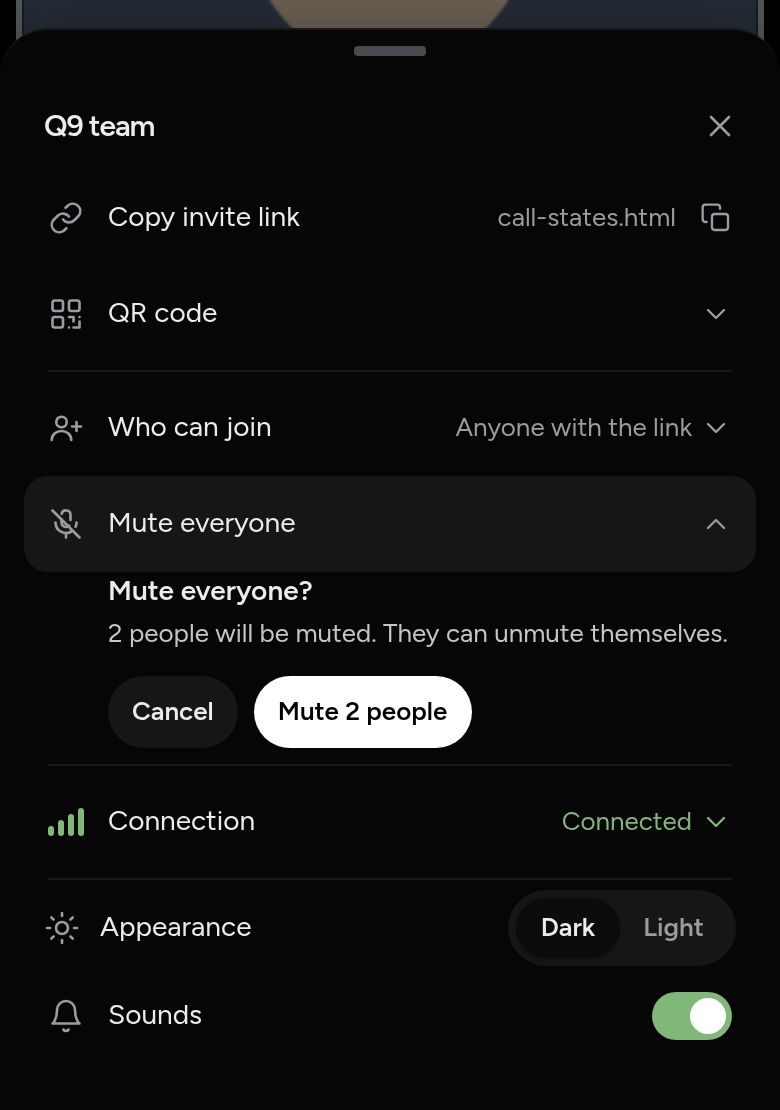 Q9 team
Copy invite link call-states.html
QR code
Who can join Anyone with the link
Mute everyone
Mute everyone?
2 people will be muted. They can unmute themselves.
Cancel Mute 2 people
Connection Connected
Appearance Dark Light
Sounds